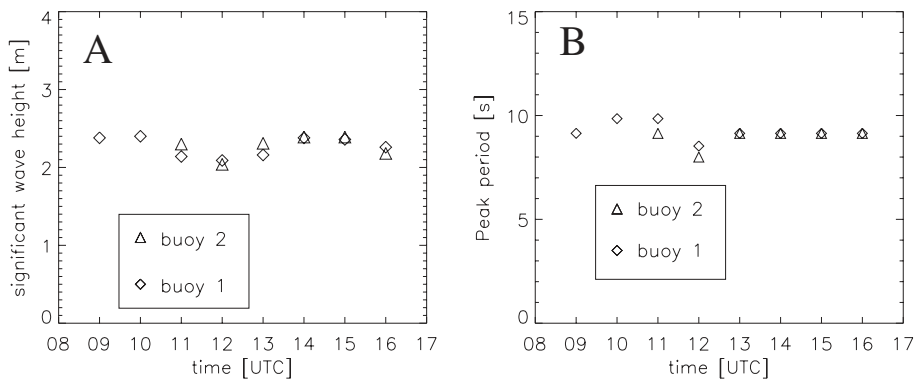 A
significant wave height [m]
4
3
2
1
0
buoy 2
buoy 1
08 09 10 11 12 13 14 15 16 17
time [UTC]
B
Peak period [s]
15
10
5
0
buoy 2
buoy 1
08 09 10 11 12 13 14 15 16 17
time [UTC]